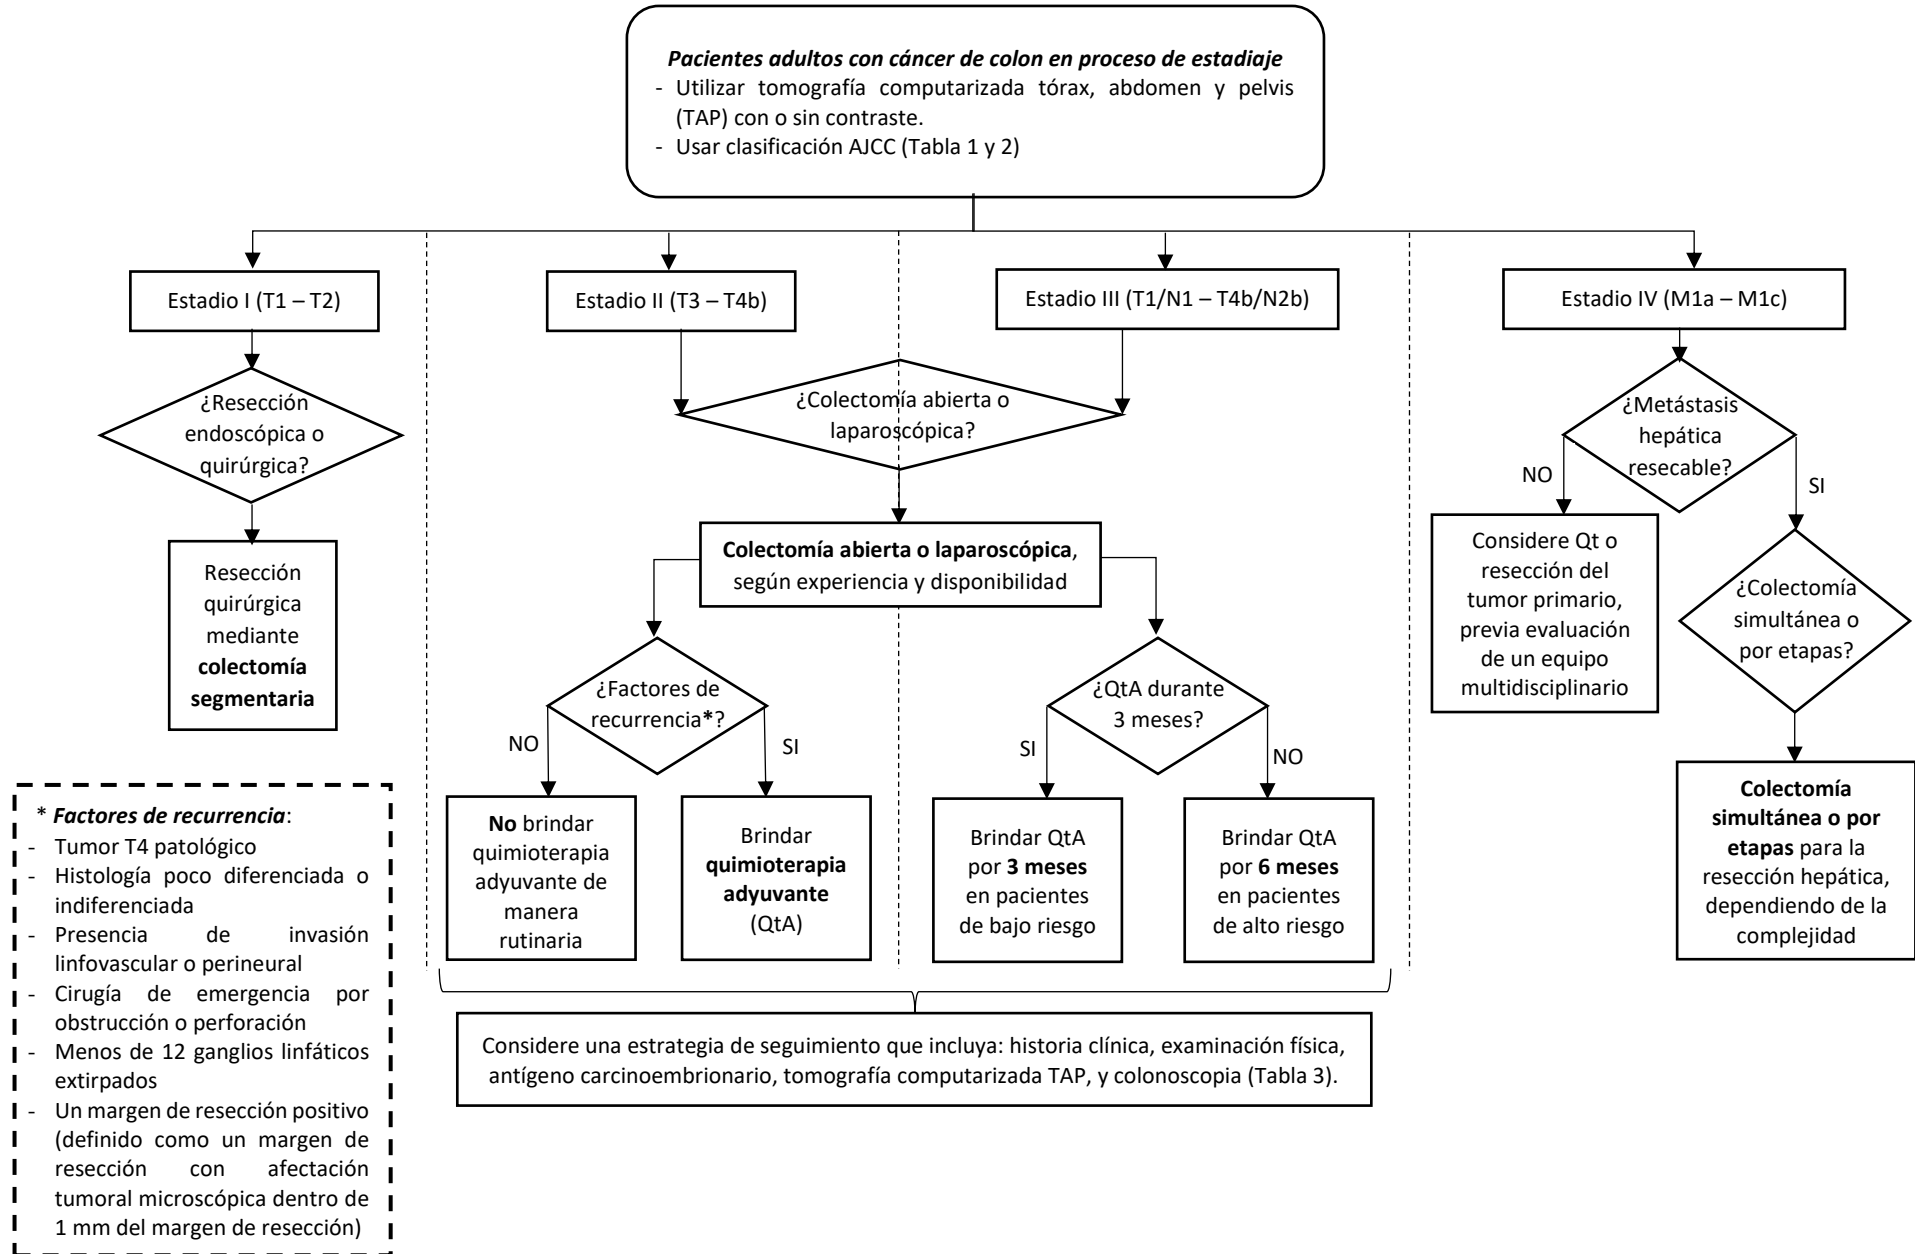 Pacientes adultos con cáncer de colon en proceso de estadiaje
- Utilizar tomografía computarizada tórax, abdomen y pelvis
(TAP) con o sin contraste.
- Usar clasificación AJCC (Tabla 1 y 2)
Estadio I (T1 – T2)
Estadio II (T3 – T4b)
Estadio III (T1/N1 – T4b/N2b)
Estadio IV (M1a – M1c)
¿Resección
endoscópica o
quirúrgica?
Resección
quirúrgica
mediante
colectomía
segmentaria
¿Colectomía abierta o
laparoscópica?
Colectomía abierta o laparoscópica,
según experiencia y disponibilidad
¿Factores de
recurrencia*?
NO
SI
No brindar
quimioterapia
adyuvante de
manera
rutinaria
Brindar
quimioterapia
adyuvante
(QtA)
¿QtA durante
3 meses?
SI
NO
Brindar QtA
por 3 meses
en pacientes
de bajo riesgo
Brindar QtA
por 6 meses
en pacientes
de alto riesgo
¿Metástasis
hepática
resecable?
NO
SI
Considere Qt o
resección del
tumor primario,
previa evaluación
de un equipo
multidisciplinario
¿Colectomía
simultánea o
por etapas?
Colectomía
simultánea o por
etapas para la
resección hepática,
dependiendo de la
complejidad
* Factores de recurrencia:
- Tumor T4 patológico
- Histología poco diferenciada o
indiferenciada
- Presencia de invasión
linfovascular o perineural
- Cirugía de emergencia por
obstrucción o perforación
- Menos de 12 ganglios linfáticos
extirpados
- Un margen de resección positivo
(definido como un margen de
resección con afectación
tumoral microscópica dentro de
1 mm del margen de resección)
Considere una estrategia de seguimiento que incluya: historia clínica, examinación física,
antígeno carcinoembrionario, tomografía computarizada TAP, y colonoscopia (Tabla 3).